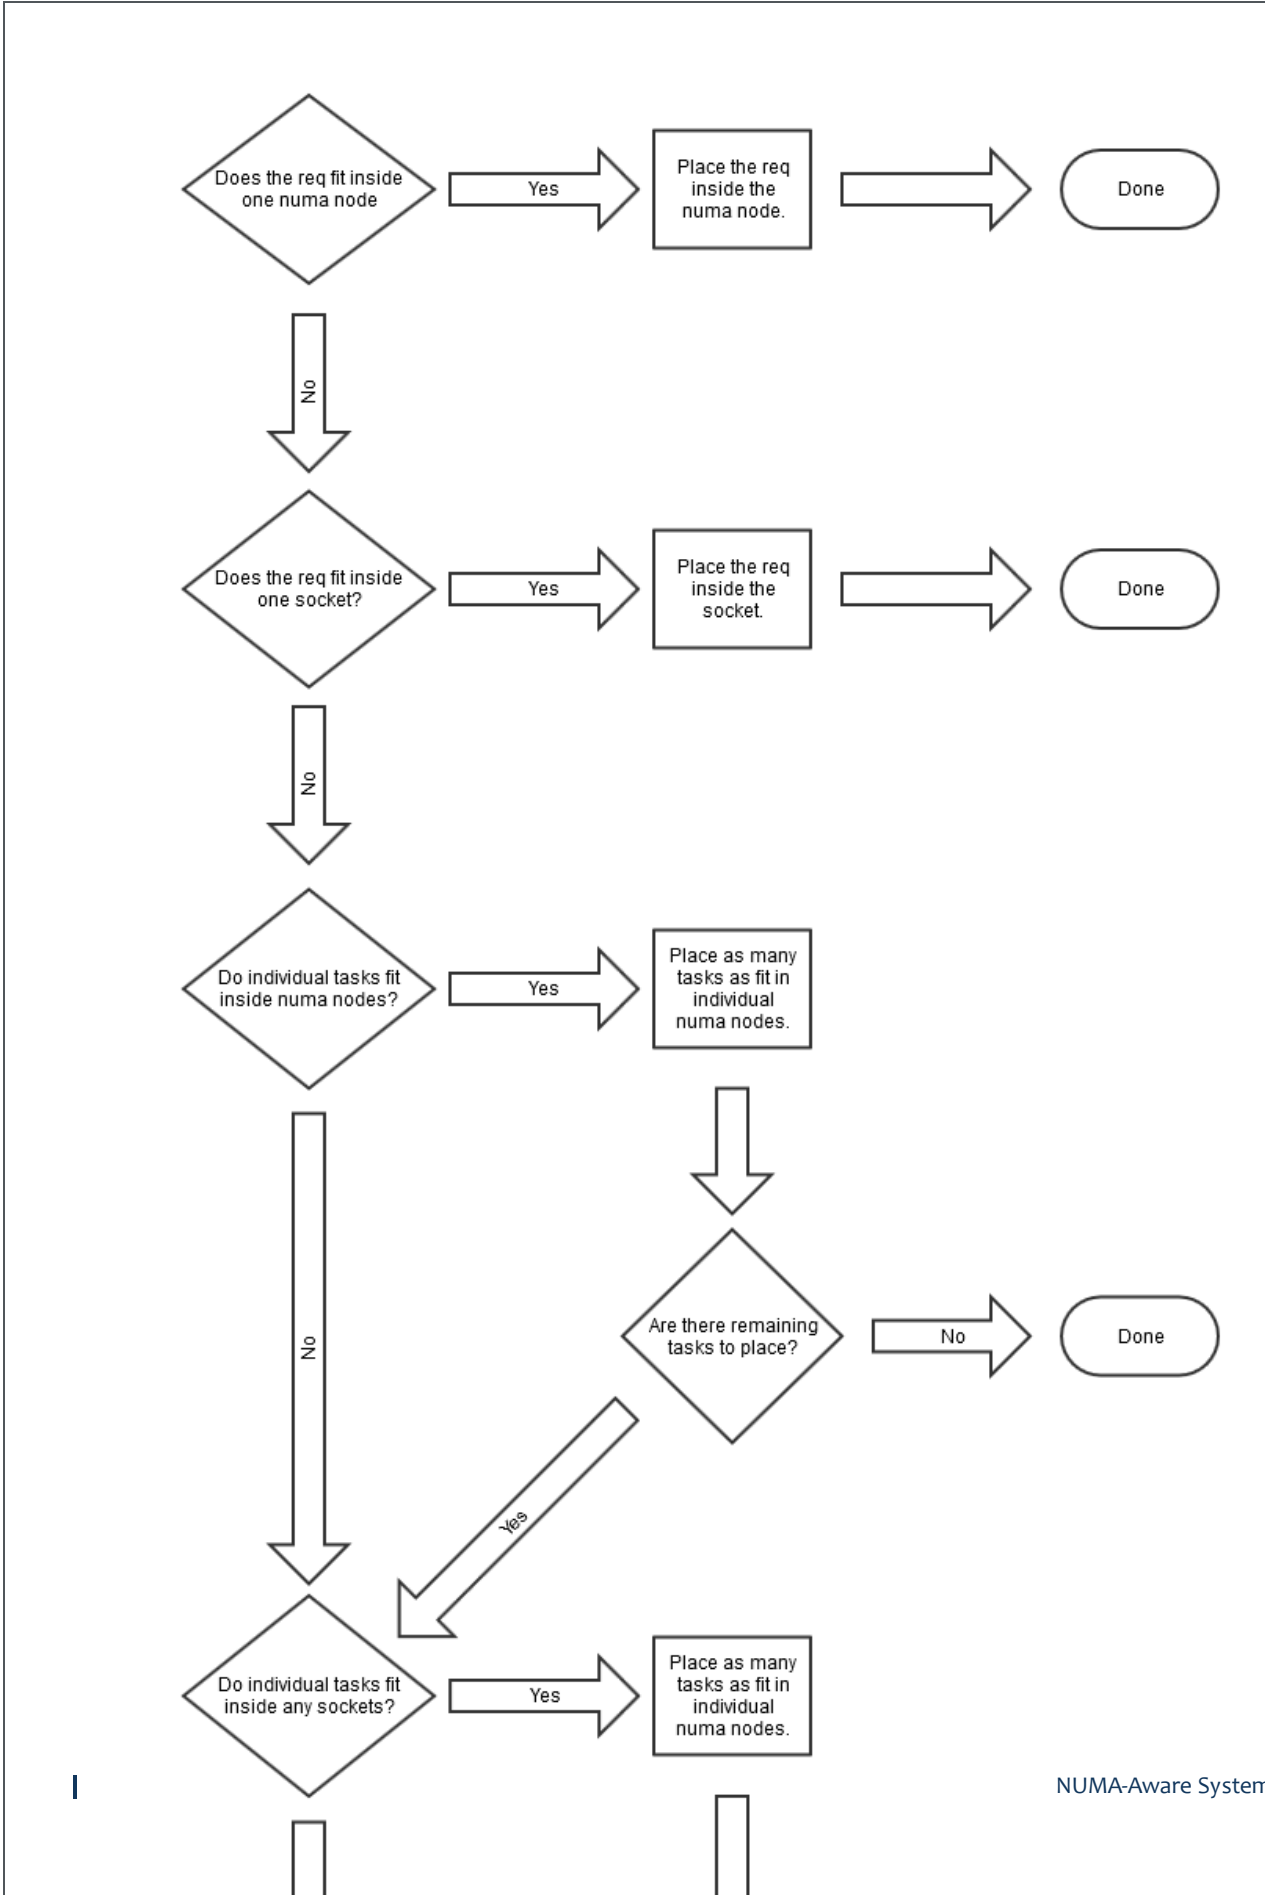 Does the req fit inside
one numa node
Yes
Place the req
inside the
numa node.
Done
No
Does the req fit inside
one socket?
Yes
Place the req
inside the
socket.
Done
No
Do individual tasks fit
inside numa nodes?
Yes
Place as many
tasks as fit in
individual
numa nodes.
No
Are there remaining
tasks to place?
No
Done
Yes
Do individual tasks fit
inside any sockets?
Yes
Place as many
tasks as fit in
individual
numa nodes.
NUMA-Aware System